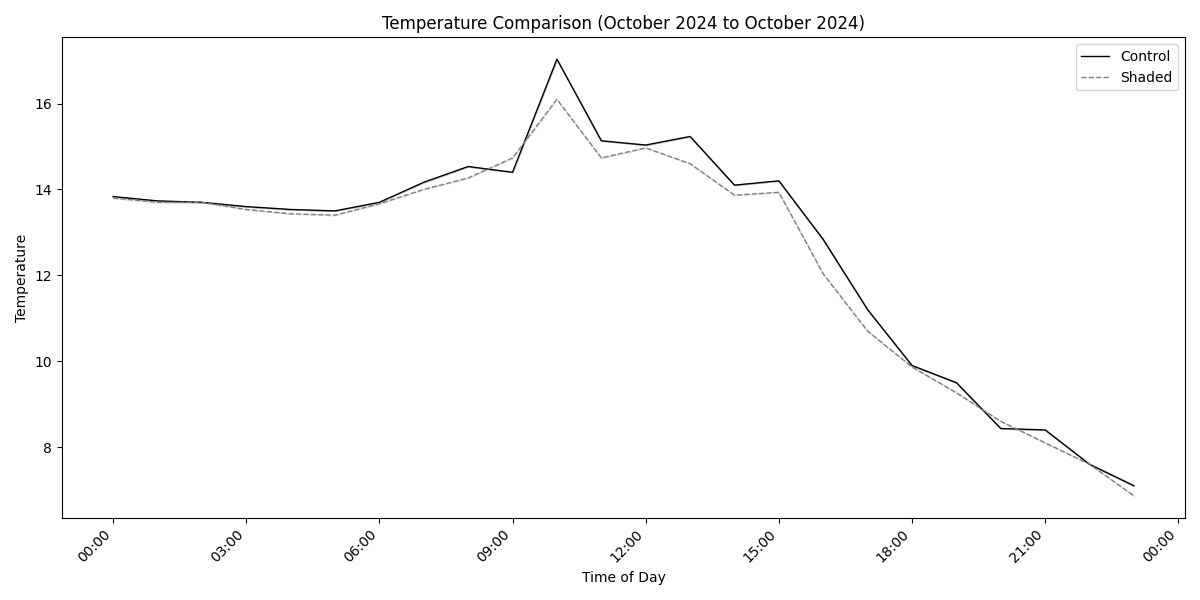 Temperature Comparison (October 2024 to October 2024)
Control
Shaded
Temperature
16
14
12
10
8
00:00
03:00
06:00
09:00
12:00
15:00
18:00
21:00
00:00
Time of Day